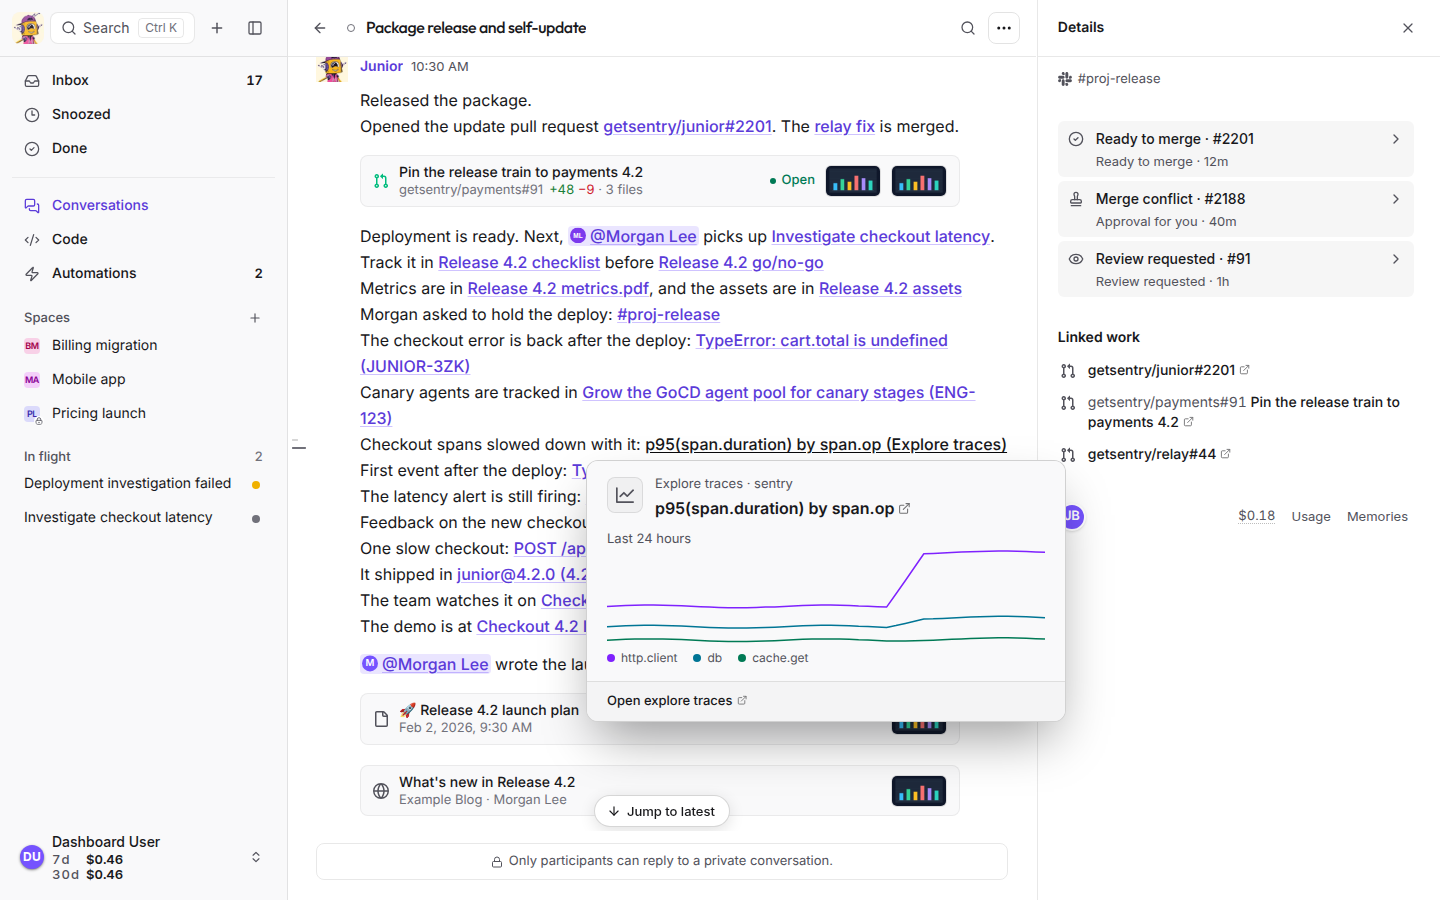 Search Ctrl K
Inbox 17
Snoozed
Done
Conversations
Code
Automations 2
Spaces
BM Billing migration
MA Mobile app
PL Pricing launch
In flight 2
Deployment investigation failed
Investigate checkout latency
DU Dashboard User
7d $0.46
30d $0.46
Package release and self-update
Junior 10:30 AM
Released the package.
Opened the update pull request getsentry/junior#2201. The relay fix is merged.
Pin the release train to payments 4.2
getsentry/payments#91 +48 −9 · 3 files
Open
Deployment is ready. Next, ML @Morgan Lee picks up Investigate checkout latency.
Track it in Release 4.2 checklist before Release 4.2 go/no-go
Metrics are in Release 4.2 metrics.pdf, and the assets are in Release 4.2 assets
Morgan asked to hold the deploy: #proj-release
The checkout error is back after the deploy: TypeError: cart.total is undefined
(JUNIOR-3ZK)
Canary agents are tracked in Grow the GoCD agent pool for canary stages (ENG-
123)
Checkout spans slowed down with it: p95(span.duration) by span.op (Explore traces)
First event after the deploy: Ty
The latency alert is still firing:
Feedback on the new checkou
One slow checkout: POST /ap
It shipped in junior@4.2.0 (4.2
The team watches it on Check
The demo is at Checkout 4.2
M @Morgan Lee wrote the lau
🚀 Release 4.2 launch plan
Feb 2, 2026, 9:30 AM
What's new in Release 4.2
Example Blog · Morgan Lee
Jump to latest
Only participants can reply to a private conversation.
Explore traces · sentry
p95(span.duration) by span.op
Last 24 hours
http.client db cache.get
Open explore traces
Details
#proj-release
Ready to merge · #2201
Ready to merge · 12m
Merge conflict · #2188
Approval for you · 40m
Review requested · #91
Review requested · 1h
Linked work
getsentry/junior#2201
getsentry/payments#91 Pin the release train to
payments 4.2
getsentry/relay#44
JB $0.18 Usage Memories